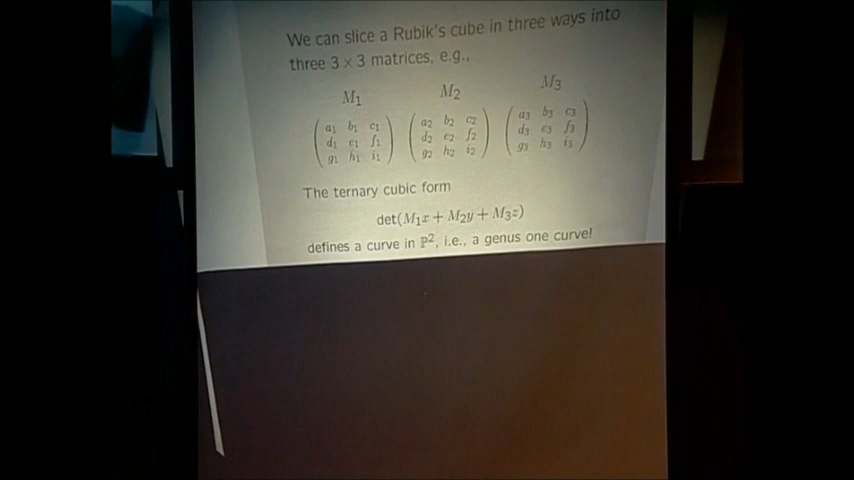 We can slice a Rubik's cube in three ways into
three 3 × 3 matrices, e.g.,
M₁ M₂ M₃
a₁ b₁ c₁ a₂ b₂ c₂ a₃ b₃ c₃
d₁ e₁ f₁ d₂ e₂ f₂ d₃ e₃ f₃
g₁ h₁ i₁ g₂ h₂ i₂ g₃ h₃ i₃
The ternary cubic form
det(M₁x + M₂y + M₃z)
defines a curve in ℙ², i.e., a genus one curve!